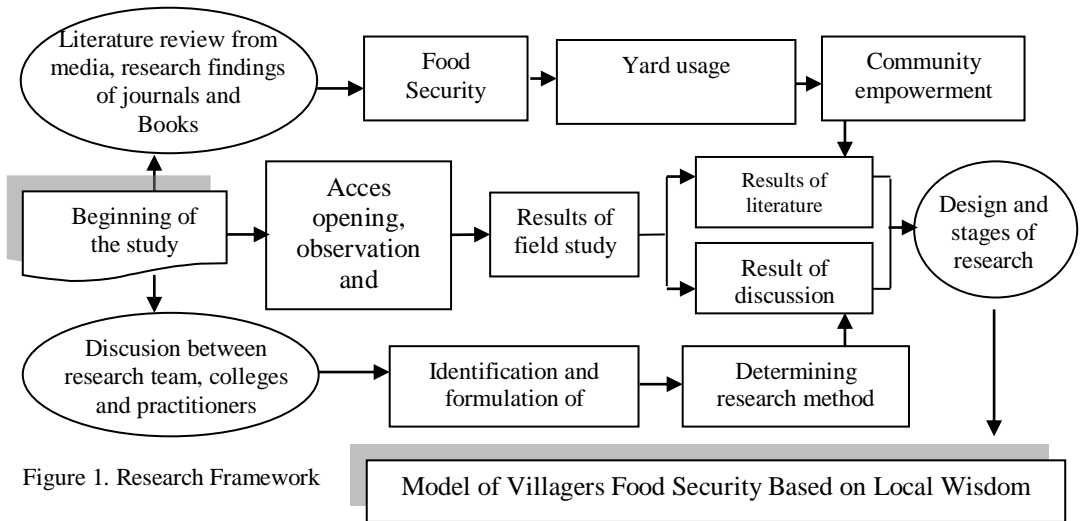 Literature review from
media, research findings
of journals and
Books
Food
Security
Yard usage
Community
empowerment
Beginning of
the study
Acces
opening,
observation
and
Results of
field study
Results of
literature
Result of
discussion
Design and
stages of
research
Discusion between
research team, colleges
and practitioners
Identification and
formulation of
Determining
research method
Figure 1. Research Framework
Model of Villagers Food Security Based on Local Wisdom